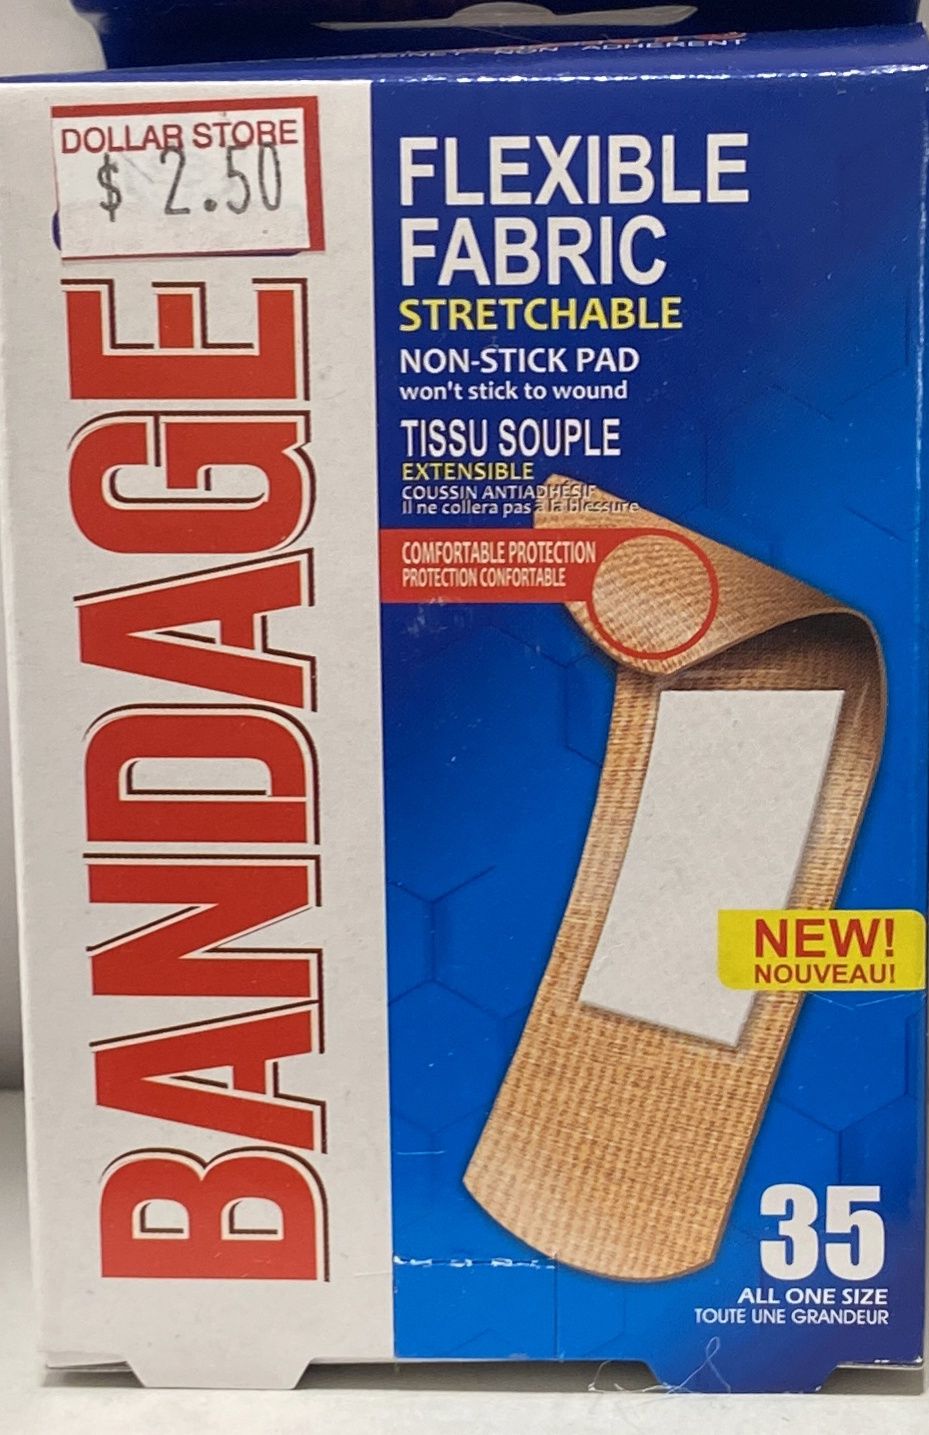 NON ADHERENT
DOLLAR STORE
$ 2.50
BANDAGE
FLEXIBLE
FABRIC
STRETCHABLE
NON-STICK PAD
won't stick to wound
TISSU SOUPLE
EXTENSIBLE
COUSSIN ANTIADHÉSIF
Il ne collera pas à la blessure
COMFORTABLE PROTECTION
PROTECTION CONFORTABLE
NEW!
NOUVEAU!
35
ALL ONE SIZE
TOUTE UNE GRANDEUR